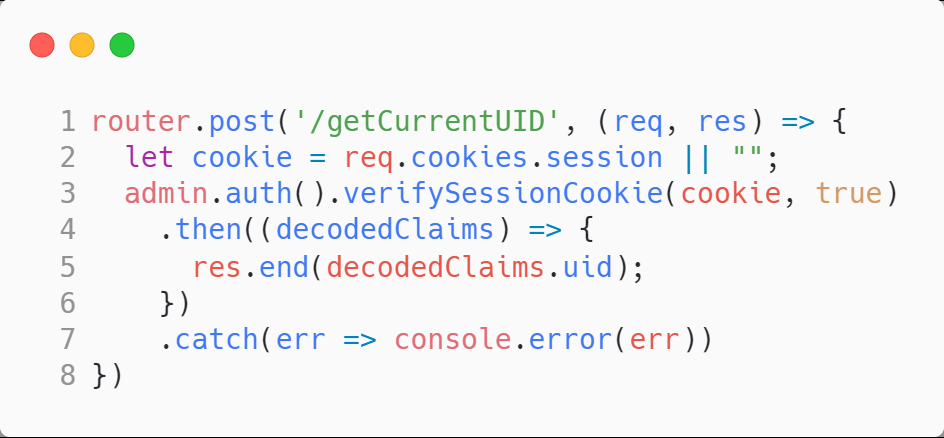 1 router.post('/getCurrentUID', (req, res) => {
2   let cookie = req.cookies.session || "";
3   admin.auth().verifySessionCookie(cookie, true)
4     .then((decodedClaims) => {
5       res.end(decodedClaims.uid);
6     })
7     .catch(err => console.error(err))
8 })